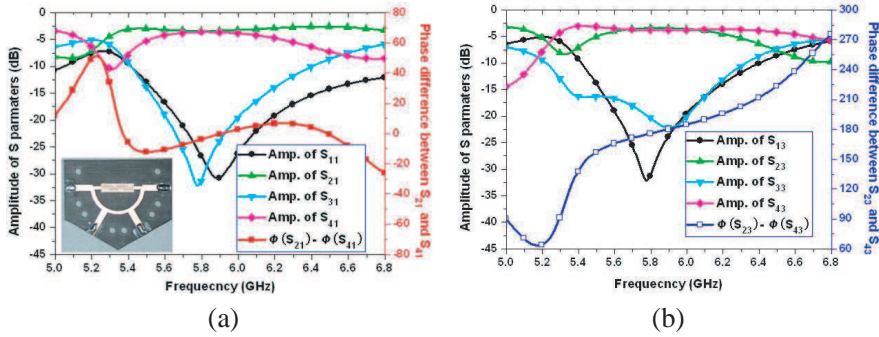 (a)
Amplitude of S parmaters (dB)
5
0
-5
-10
-15
-20
-25
-30
-35
-40
-45
5.0 5.2 5.4 5.6 5.8 6.0 6.2 6.4 6.6 6.8
Frequecney (GHz)
80
60
40
20
0
-20
-40
-60
-80
Phase difference between S21 and S41
Amp. of S11
Amp. of S21
Amp. of S31
Amp. of S41
ϕ(S21)- ϕ(S41)
(a)
(b)
Amplitude of S parmaters (dB)
5
0
-5
-10
-15
-20
-25
-30
-35
-40
-45
5.0 5.2 5.4 5.6 5.8 6.0 6.2 6.4 6.6 6.8
Frequecney (GHz)
300
270
240
210
180
150
120
90
60
Phase difference between S23 and S43
Amp. of S13
Amp. of S23
Amp. of S33
Amp. of S43
ϕ(S23)- ϕ(S43)
(b)